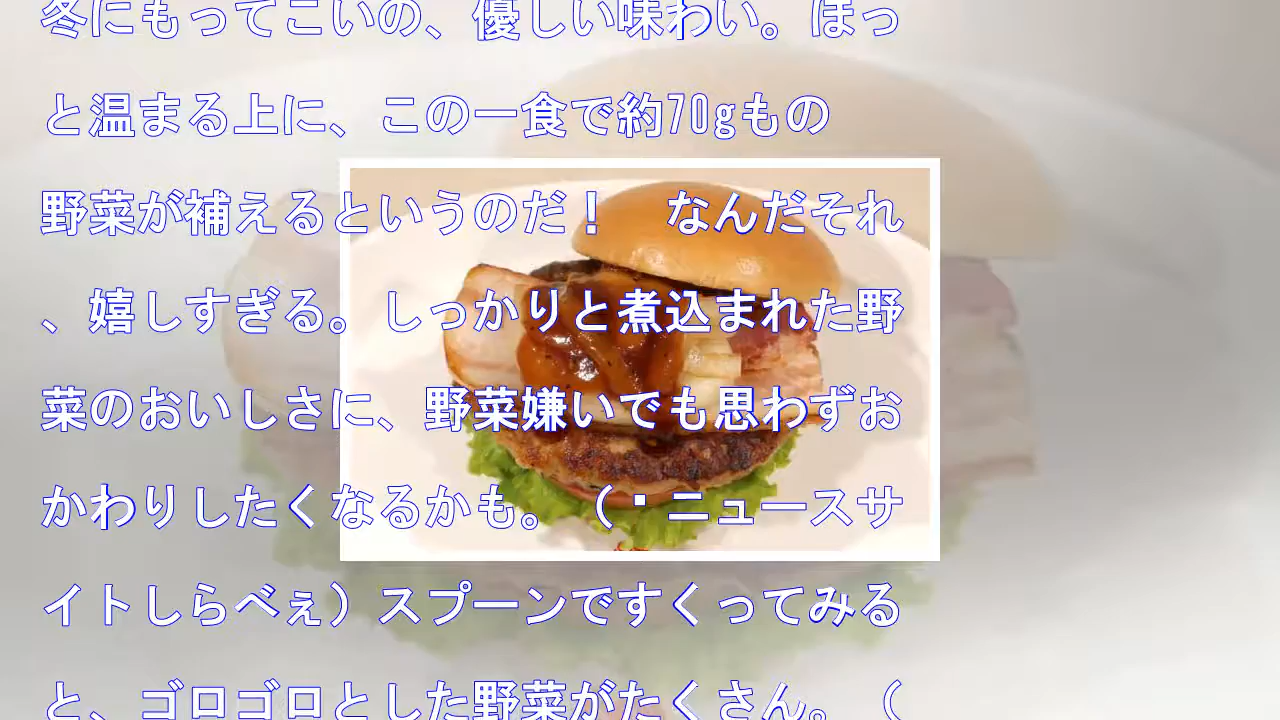 冬にもってこいの、優しい味わい。ほっ
と温まる上に、この一食で約70gもの
野菜が補えるというのだ！　なんだそれ
、嬉しすぎる。しっかりと煮込まれた野
菜のおいしさに、野菜嫌いでも思わずお
かわりしたくなるかも。（▪ニュースサ
イトしらべぇ）スプーンですくってみる
と、ゴロゴロとした野菜がたくさん。（